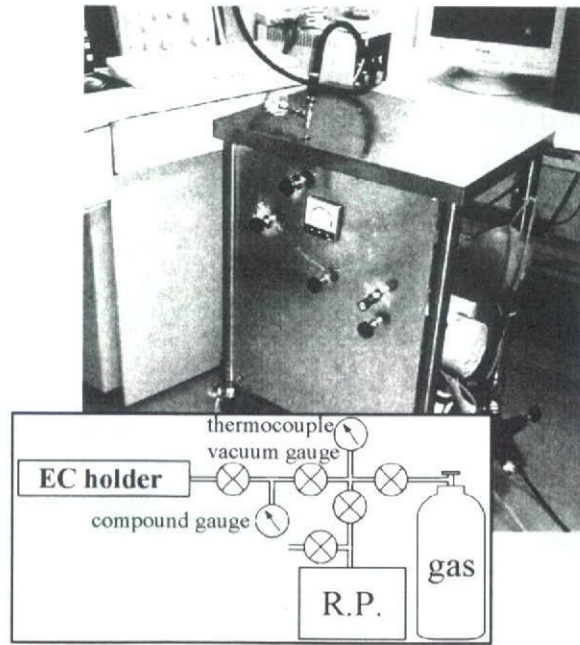 thermocouple
vacuum gauge
EC holder
compound gauge
gas
R.P.